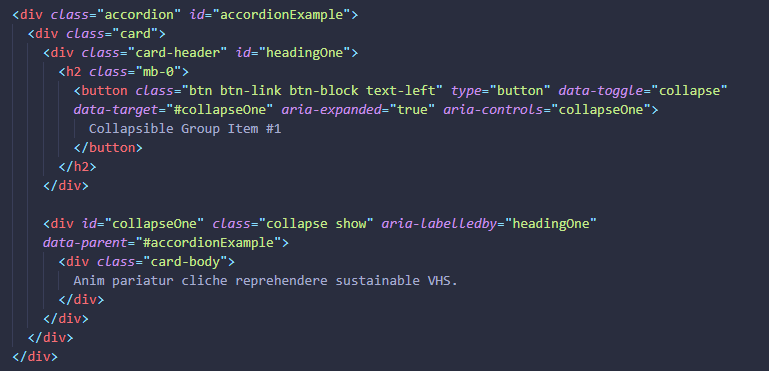 <div class="accordion" id="accordionExample">
<div class="card">
<div class="card-header" id="headingOne">
<h2 class="mb-0">
<button class="btn btn-link btn-block text-left" type="button" data-toggle="collapse"
data-target="#collapseOne" aria-expanded="true" aria-controls="collapseOne">
Collapsible Group Item #1
</button>
</h2>
</div>
<div id="collapseOne" class="collapse show" aria-labelledby="headingOne"
data-parent="#accordionExample">
<div class="card-body">
Anim pariatur cliche reprehendere sustainable VHS.
</div>
</div>
</div>
</div>